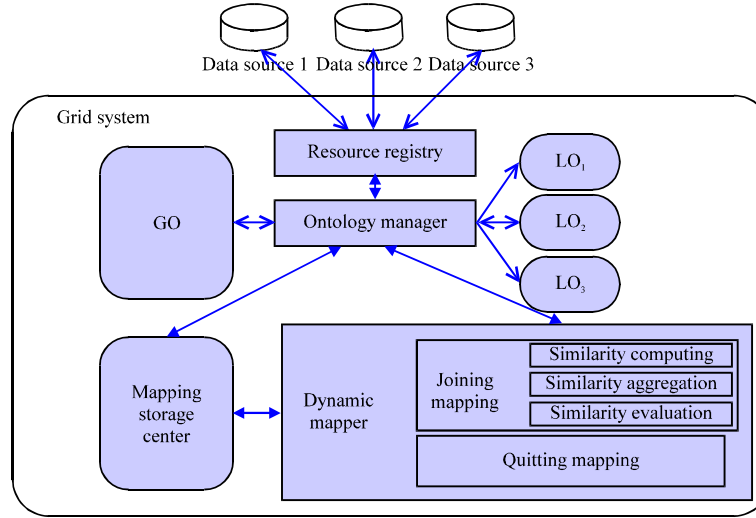 Data source 1 Data source 2 Data source 3
Grid system
Resource registry
GO
Ontology manager
LO1
LO2
LO3
Mapping
storage
center
Dynamic
mapper
Joining
mapping
Similarity computing
Similarity aggregation
Similarity evaluation
Quitting mapping